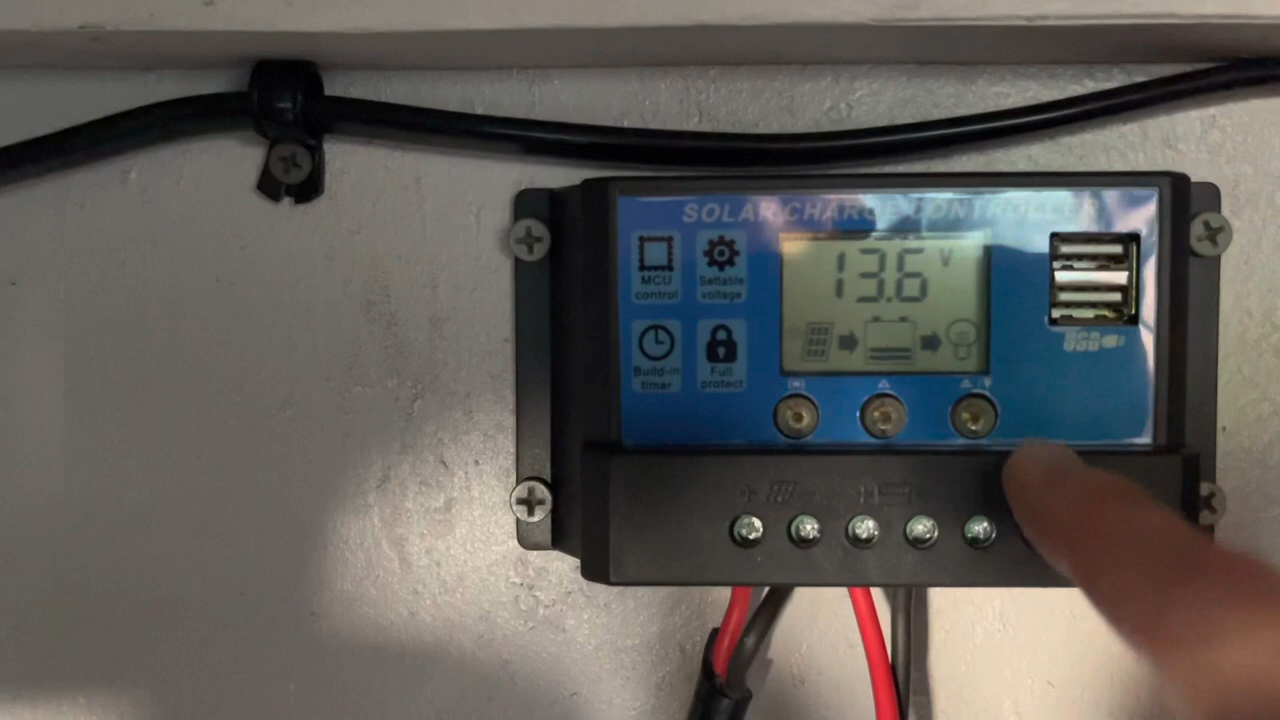 SOLAR CHARGE CONTROLLER
MCU
control
Settable
voltage
13.6 V
Build-in
timer
Full
protect
USB